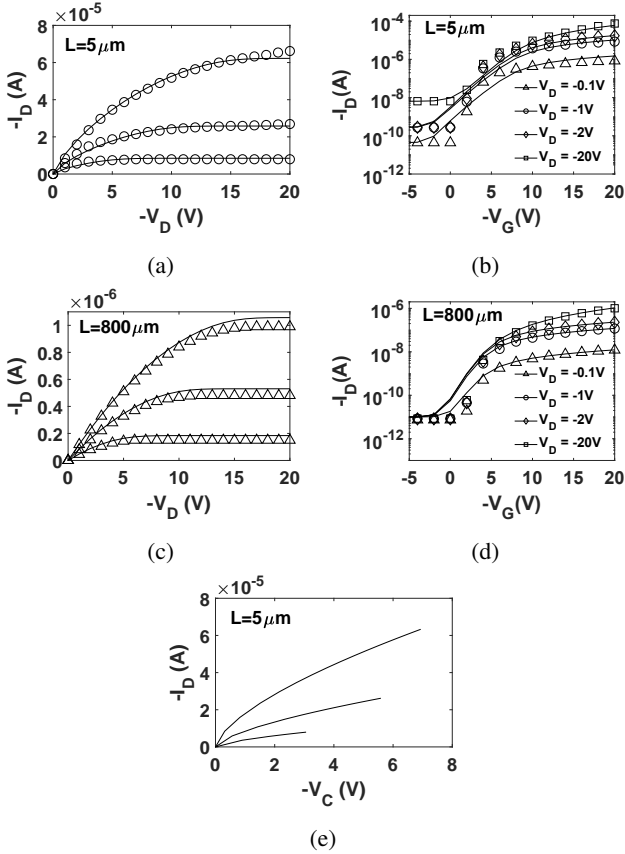 ×10⁻⁵
L=5μm
-I_D (A)
8
6
4
2
0
0 5 10 15 20
-V_D (V)
(a)
L=5μm
-I_D(A)
10⁻⁴
10⁻⁶
10⁻⁸
10⁻¹⁰
10⁻¹²
V_D = -0.1V
V_D = -1V
V_D = -2V
V_D = -20V
-5 0 5 10 15 20
-V_G(V)
(b)
×10⁻⁶
L=800μm
-I_D(A)
1
0.8
0.6
0.4
0.2
0
0 5 10 15 20
-V_D (V)
(c)
L=800μm
-I_D(A)
10⁻⁶
10⁻⁸
10⁻¹⁰
10⁻¹²
V_D = -0.1V
V_D = -1V
V_D = -2V
V_D = -20V
-5 0 5 10 15 20
-V_G(V)
(d)
×10⁻⁵
L=5μm
-I_D (A)
8
6
4
2
0
0 2 4 6 8
-V_C (V)
(e)